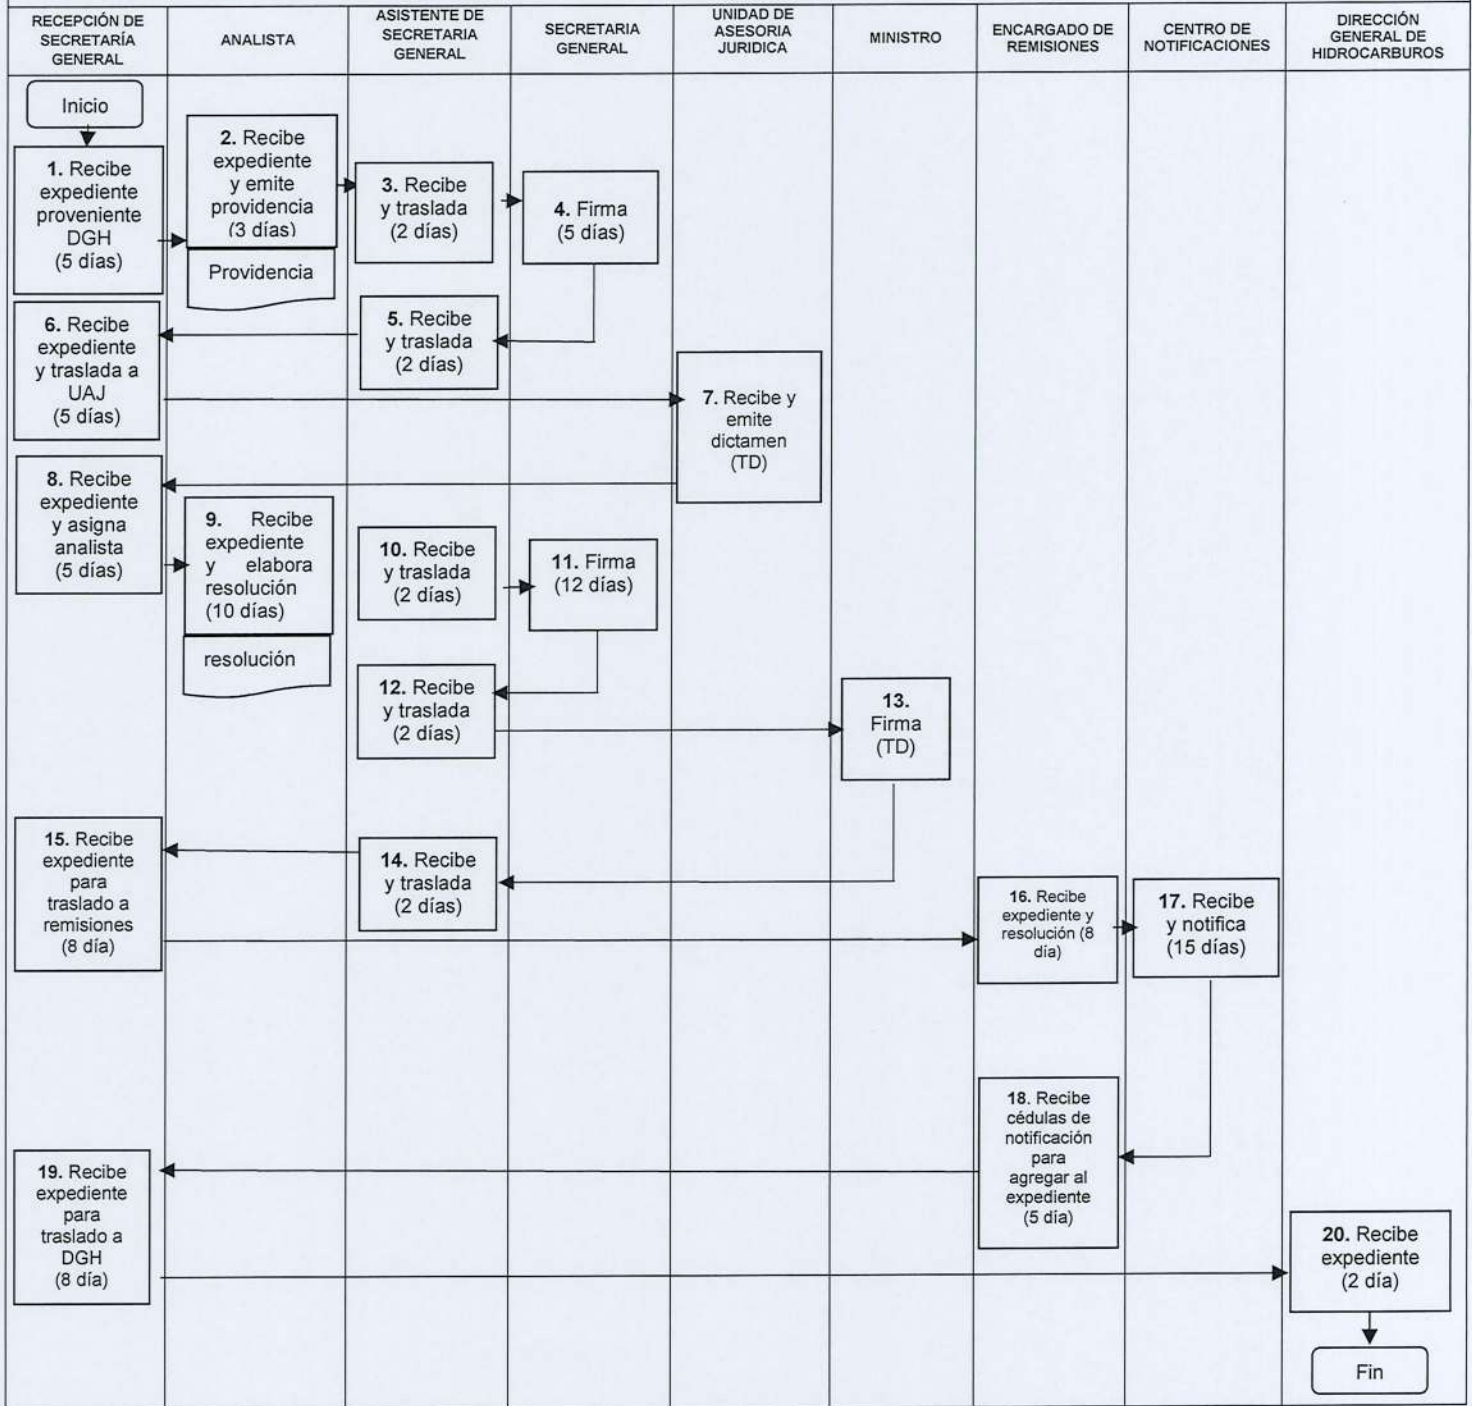 RECEPCIÓN DE
SECRETARÍA
GENERAL
ANALISTA
ASISTENTE DE
SECRETARIA
GENERAL
SECRETARIA
GENERAL
UNIDAD DE
ASESORIA
JURIDICA
MINISTRO
ENCARGADO DE
REMISIONES
CENTRO DE
NOTIFICACIONES
DIRECCIÓN
GENERAL DE
HIDROCARBUROS
Inicio
1. Recibe
expediente
proveniente
DGH
(5 días)
2. Recibe
expediente
y emite
providencia
(3 días)
Providencia
3. Recibe
y traslada
(2 días)
4. Firma
(5 días)
5. Recibe
y traslada
(2 días)
6. Recibe
expediente
y traslada a
UAJ
(5 días)
7. Recibe y
emite
dictamen
(TD)
8. Recibe
expediente
y asigna
analista
(5 días)
9. Recibe
expediente
y elabora
resolución
(10 días)
resolución
10. Recibe
y traslada
(2 días)
11. Firma
(12 días)
12. Recibe
y traslada
(2 días)
13.
Firma
(TD)
14. Recibe
y traslada
(2 días)
15. Recibe
expediente
para
traslado a
remisiones
(8 día)
16. Recibe
expediente y
resolución (8
día)
17. Recibe
y notifica
(15 días)
18. Recibe
cédulas de
notificación
para
agregar al
expediente
(5 día)
19. Recibe
expediente
para
traslado a
DGH
(8 día)
20. Recibe
expediente
(2 día)
Fin